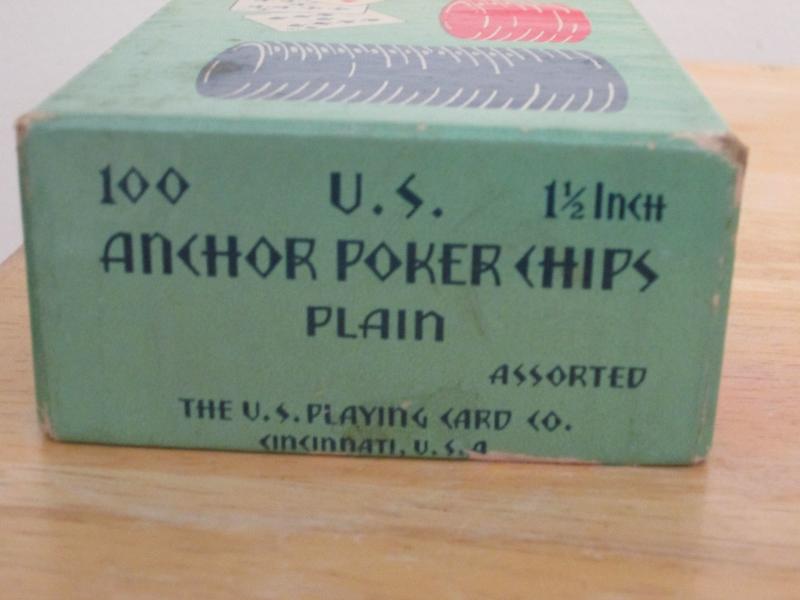 100 U.S. 1½ Inch
ANCHOR POKER CHIPS
PLAIN
ASSORTED
THE U.S. PLAYING CARD CO.
CINCINNATI, U.S.A